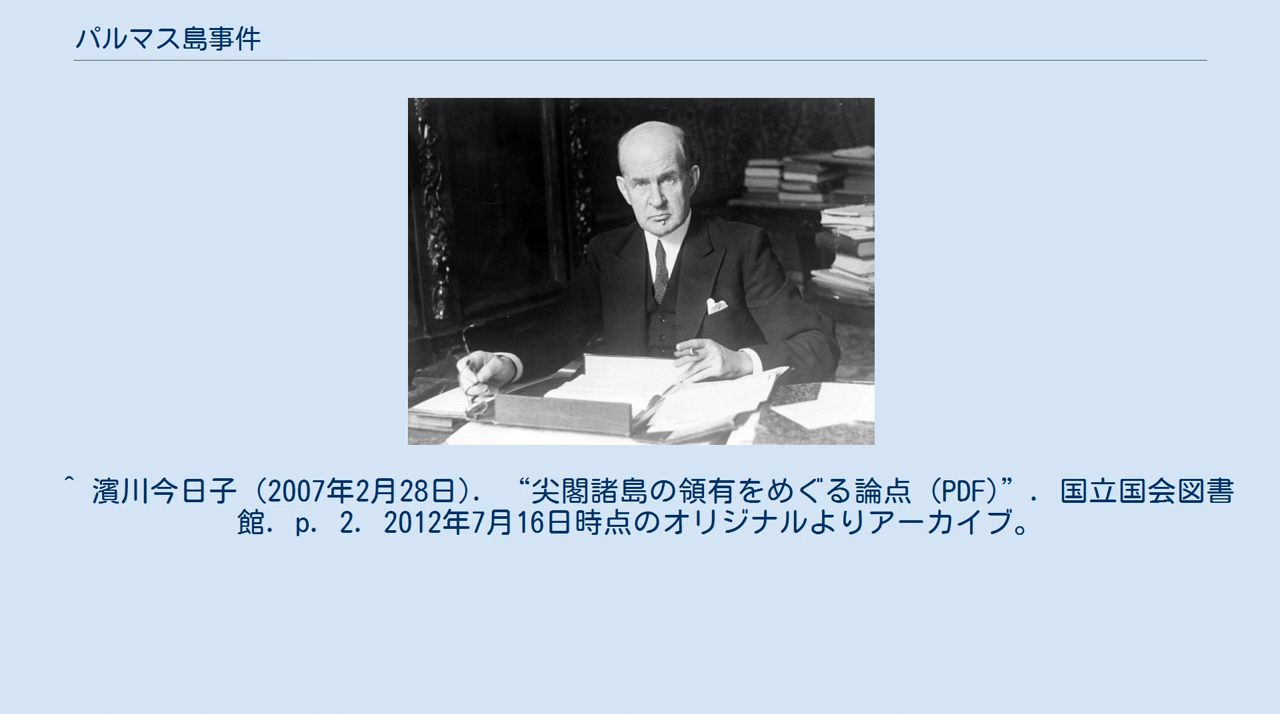 パルマス島事件
^ 濱川今日子 (2007年2月28日). “尖閣諸島の領有をめぐる論点 (PDF)”. 国立国会図書
館. p. 2. 2012年7月16日時点のオリジナルよりアーカイブ。